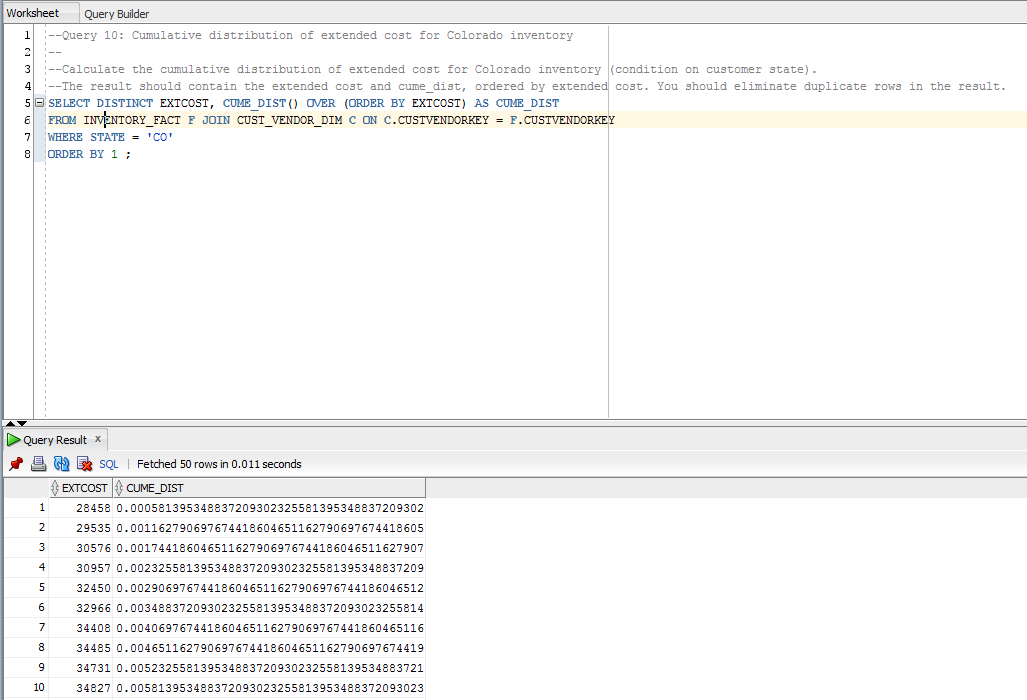 Worksheet Query Builder
1 --Query 10: Cumulative distribution of extended cost for Colorado inventory
2 --
3 --Calculate the cumulative distribution of extended cost for Colorado inventory (condition on customer state).
4 --The result should contain the extended cost and cume_dist, ordered by extended cost. You should eliminate duplicate rows in the result.
5 SELECT DISTINCT EXTCOST, CUME_DIST() OVER (ORDER BY EXTCOST) AS CUME_DIST
6 FROM INVENTORY_FACT F JOIN CUST_VENDOR_DIM C ON C.CUSTVENDORKEY = F.CUSTVENDORKEY
7 WHERE STATE = 'CO'
8 ORDER BY 1 ;
Query Result x
SQL | Fetched 50 rows in 0.011 seconds
EXTCOST CUME_DIST
1 28458 0.000581395348837209302325581395348837209302
2 29535 0.001162790697674418604651162790697674418605
3 30576 0.001744186046511627906976744186046511627907
4 30957 0.002325581395348837209302325581395348837209
5 32450 0.002906976744186046511627906976744186046512
6 32966 0.003488372093023255813953488372093023255814
7 34408 0.004069767441860465116279069767441860465116
8 34485 0.004651162790697674418604651162790697674419
9 34731 0.005232558139534883720930232558139534883721
10 34827 0.005813953488372093023255813953488372093023